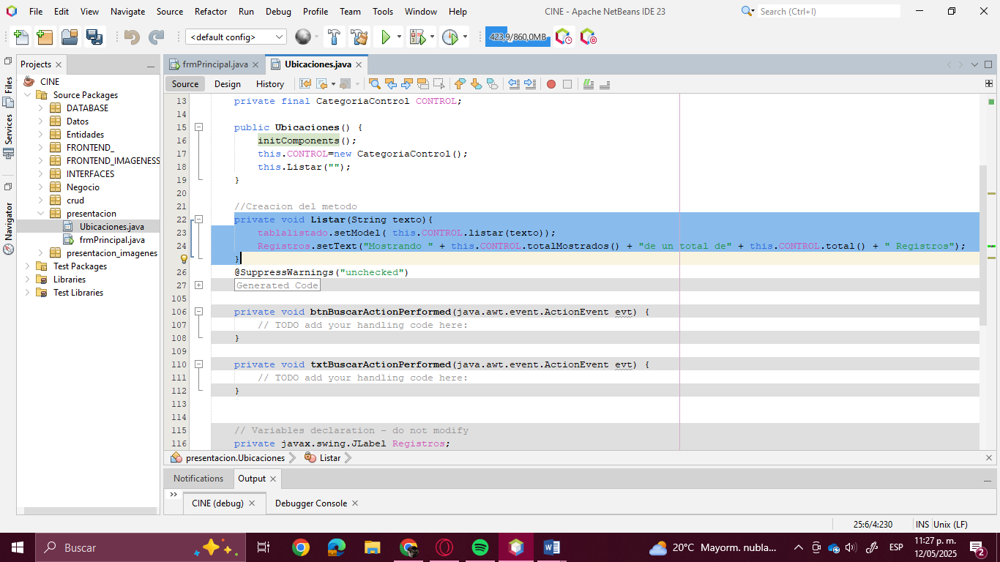 File Edit View Navigate Source Refactor Run Debug Profile Team Tools Window Help
CINE - Apache NetBeans IDE 23
Search (Ctrl+I)
<default config>
423,9/860,0MB
Projects
Files
Services
Navigator
CINE
Source Packages
DATABASE
Datos
Entidades
FRONTEND_
FRONTEND_IMAGENESS
INTERFACES
Negocio
crud
presentacion
Ubicaciones.java
frmPrincipal.java
presentacion_imagenes
Test Packages
Libraries
Test Libraries
frmPrincipal.java
Ubicaciones.java
Source Design History
13 private final CategoriaControl CONTROL;
14
15 public Ubicaciones() {
16 initComponents();
17 this.CONTROL=new CategoriaControl();
18 this.Listar("");
19 }
20
21 //Creacion del metodo
22 private void Listar(String texto){
23 tablalistado.setModel( this.CONTROL.listar(texto));
24 Registros.setText("Mostrando " + this.CONTROL.totalMostrados() + "de un total de" + this.CONTROL.total() + " Registros");
}
26 @SuppressWarnings("unchecked")
27 Generated Code
105
106 private void btnBuscarActionPerformed(java.awt.event.ActionEvent evt) {
107 // TODO add your handling code here:
108 }
109
110 private void txtBuscarActionPerformed(java.awt.event.ActionEvent evt) {
111 // TODO add your handling code here:
112 }
113
114
115 // Variables declaration - do not modify
116 private javax.swing.JLabel Registros;
presentacion.Ubicaciones
Listar
Notifications
Output
CINE (debug)
Debugger Console
25:6/4:230
INS
Unix (LF)
Buscar
20°C Mayorm. nubla...
ESP
11:27 p. m.
12/05/2025
2